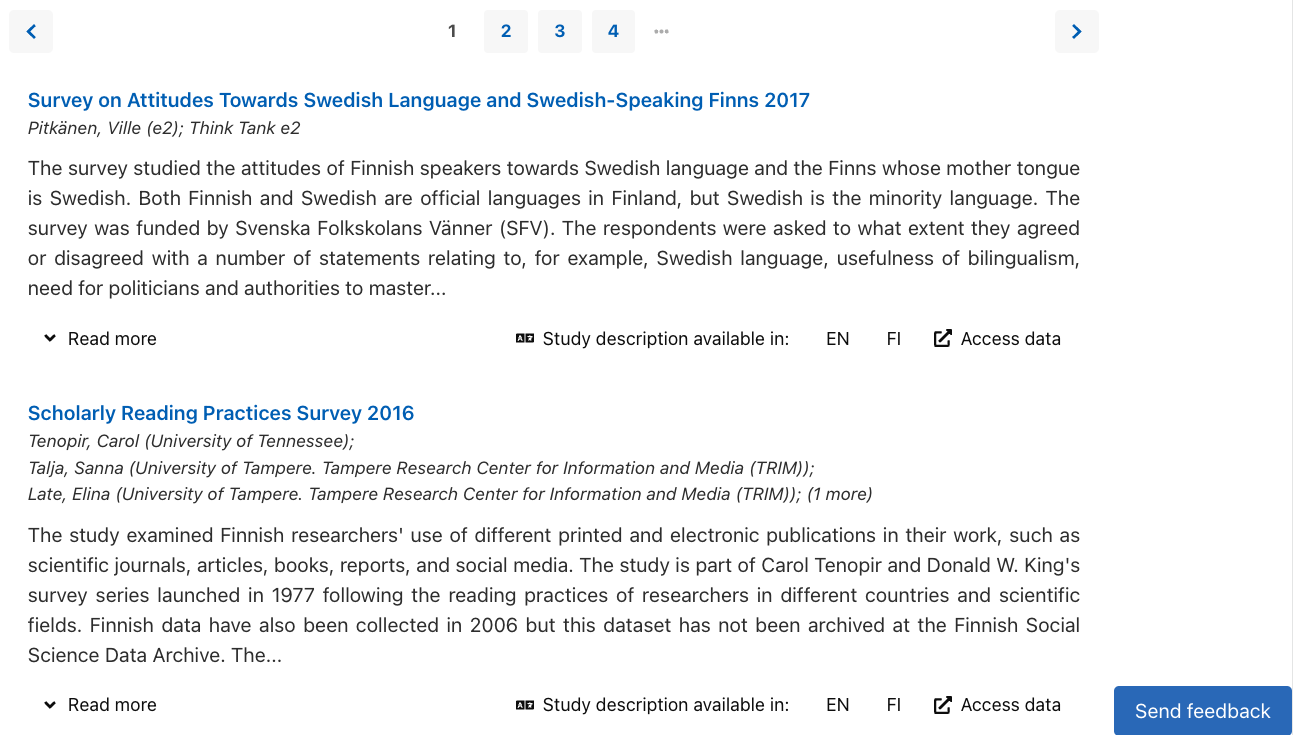 1 2 3 4 ...
Survey on Attitudes Towards Swedish Language and Swedish-Speaking Finns 2017
Pitkänen, Ville (e2); Think Tank e2
The survey studied the attitudes of Finnish speakers towards Swedish language and the Finns whose mother tongue
is Swedish. Both Finnish and Swedish are official languages in Finland, but Swedish is the minority language. The
survey was funded by Svenska Folkskolans Vänner (SFV). The respondents were asked to what extent they agreed
or disagreed with a number of statements relating to, for example, Swedish language, usefulness of bilingualism,
need for politicians and authorities to master...
Read more Study description available in: EN FI Access data
Scholarly Reading Practices Survey 2016
Tenopir, Carol (University of Tennessee);
Talja, Sanna (University of Tampere. Tampere Research Center for Information and Media (TRIM));
Late, Elina (University of Tampere. Tampere Research Center for Information and Media (TRIM)); (1 more)
The study examined Finnish researchers' use of different printed and electronic publications in their work, such as
scientific journals, articles, books, reports, and social media. The study is part of Carol Tenopir and Donald W. King's
survey series launched in 1977 following the reading practices of researchers in different countries and scientific
fields. Finnish data have also been collected in 2006 but this dataset has not been archived at the Finnish Social
Science Data Archive. The...
Read more Study description available in: EN FI Access data
Send feedback